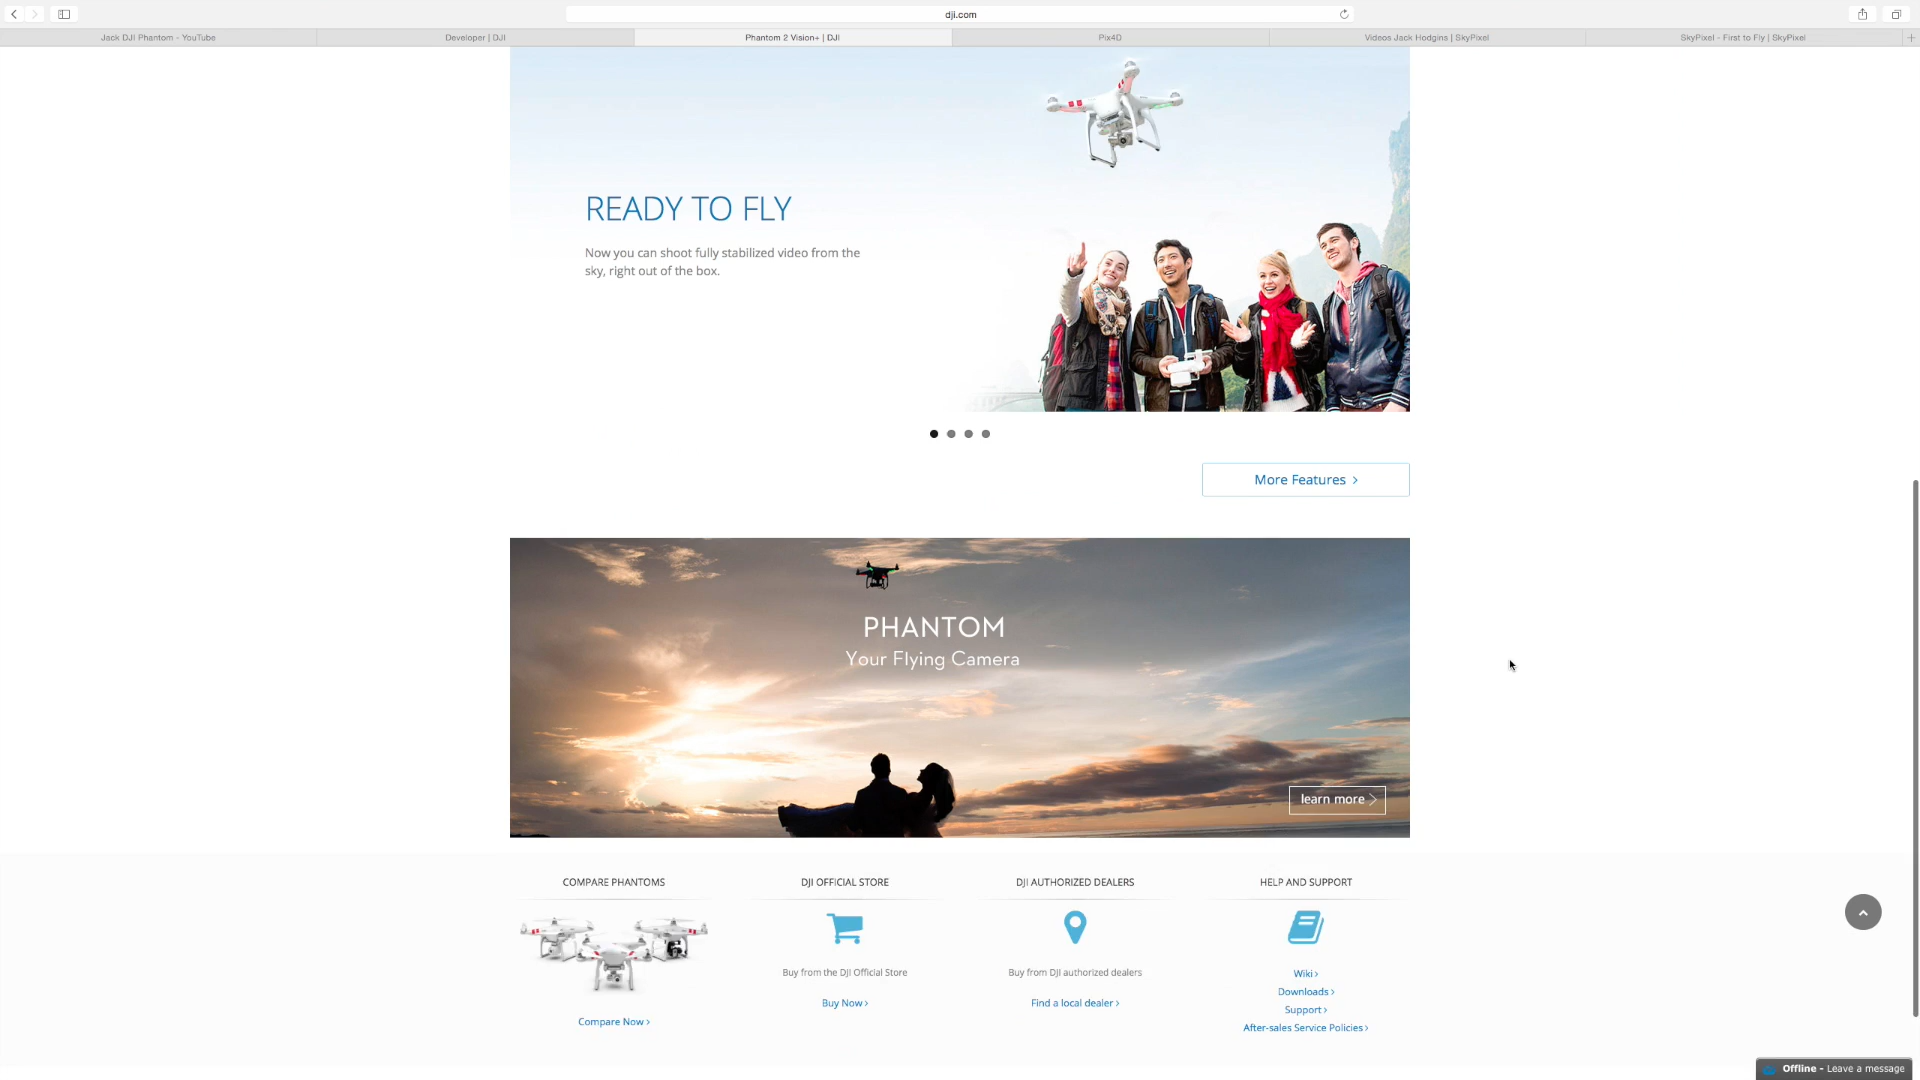 dji.com
Jack DJI Phantom - YouTube
Developer | DJI
Phantom 2 Vision+ | DJI
Pix4D
Videos Jack Hodgins | SkyPixel
SkyPixel - First to Fly | SkyPixel
READY TO FLY
Now you can shoot fully stabilized video from the
sky, right out of the box.
More Features >
PHANTOM
Your Flying Camera
learn more >
COMPARE PHANTOMS
Compare Now >
DJI OFFICIAL STORE
Buy from the DJI Official Store
Buy Now >
DJI AUTHORIZED DEALERS
Buy from DJI authorized dealers
Find a local dealer >
HELP AND SUPPORT
Wiki >
Downloads >
Support >
After-sales Service Policies >
Offline - Leave a message